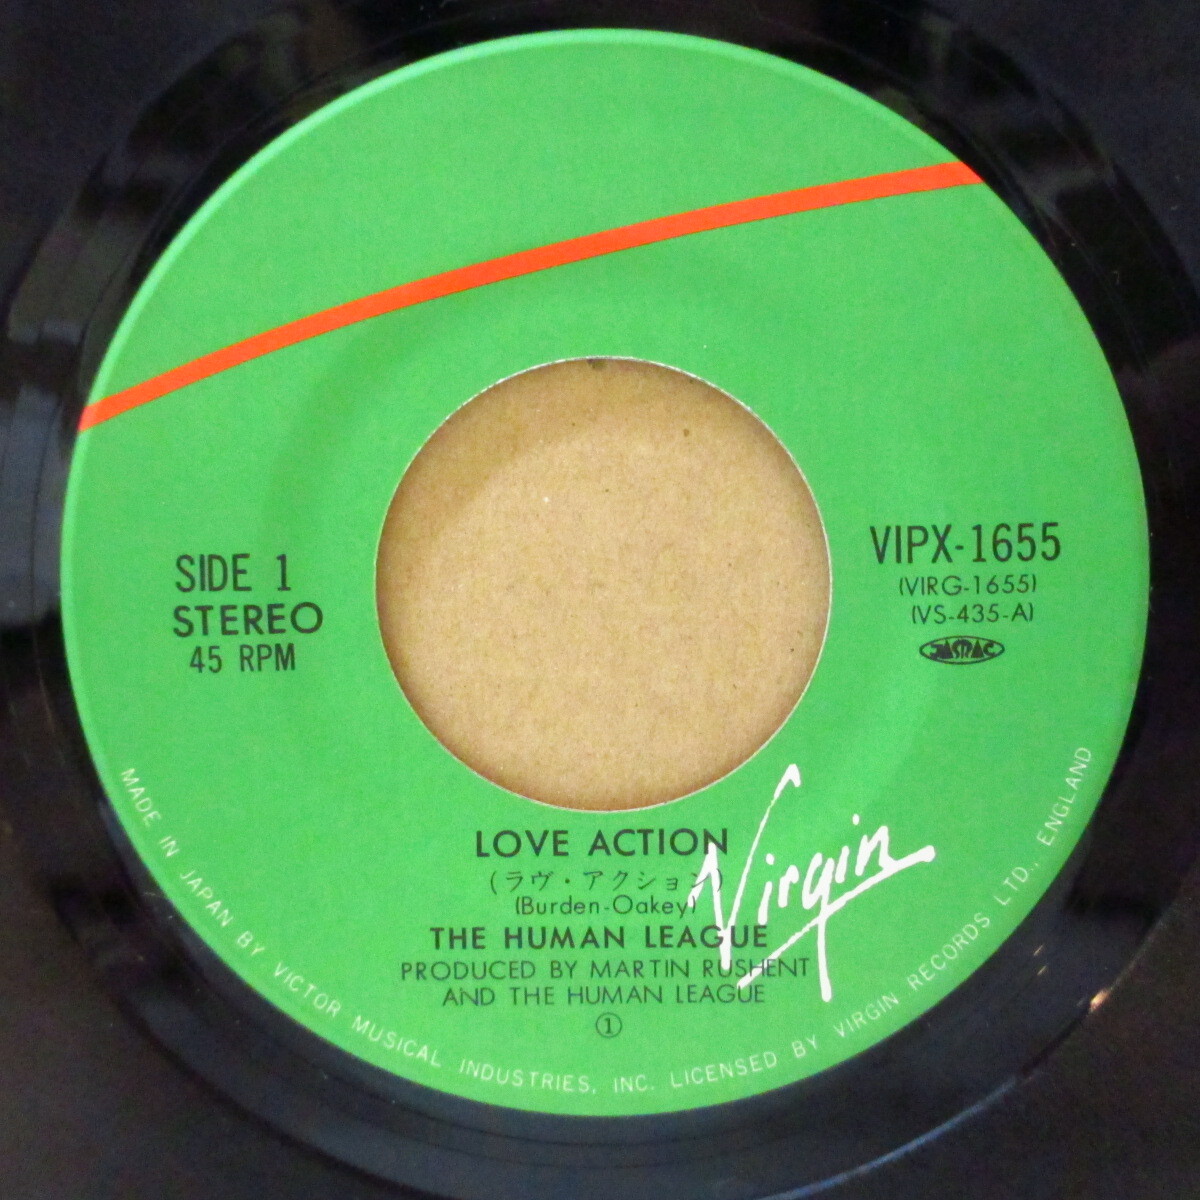 SIDE 1
STEREO
45 RPM
VIPX-1655
(VIRG-1655)
(VS-435-A)
JASRAC
LOVE ACTION
(ラヴ・アクション)
(Burden-Oakey)
THE HUMAN LEAGUE
PRODUCED BY MARTIN RUSHENT
AND THE HUMAN LEAGUE
①
Virgin
MADE IN JAPAN BY VICTOR MUSICAL INDUSTRIES, INC. LICENSED BY VIRGIN RECORDS LTD., ENGLAND